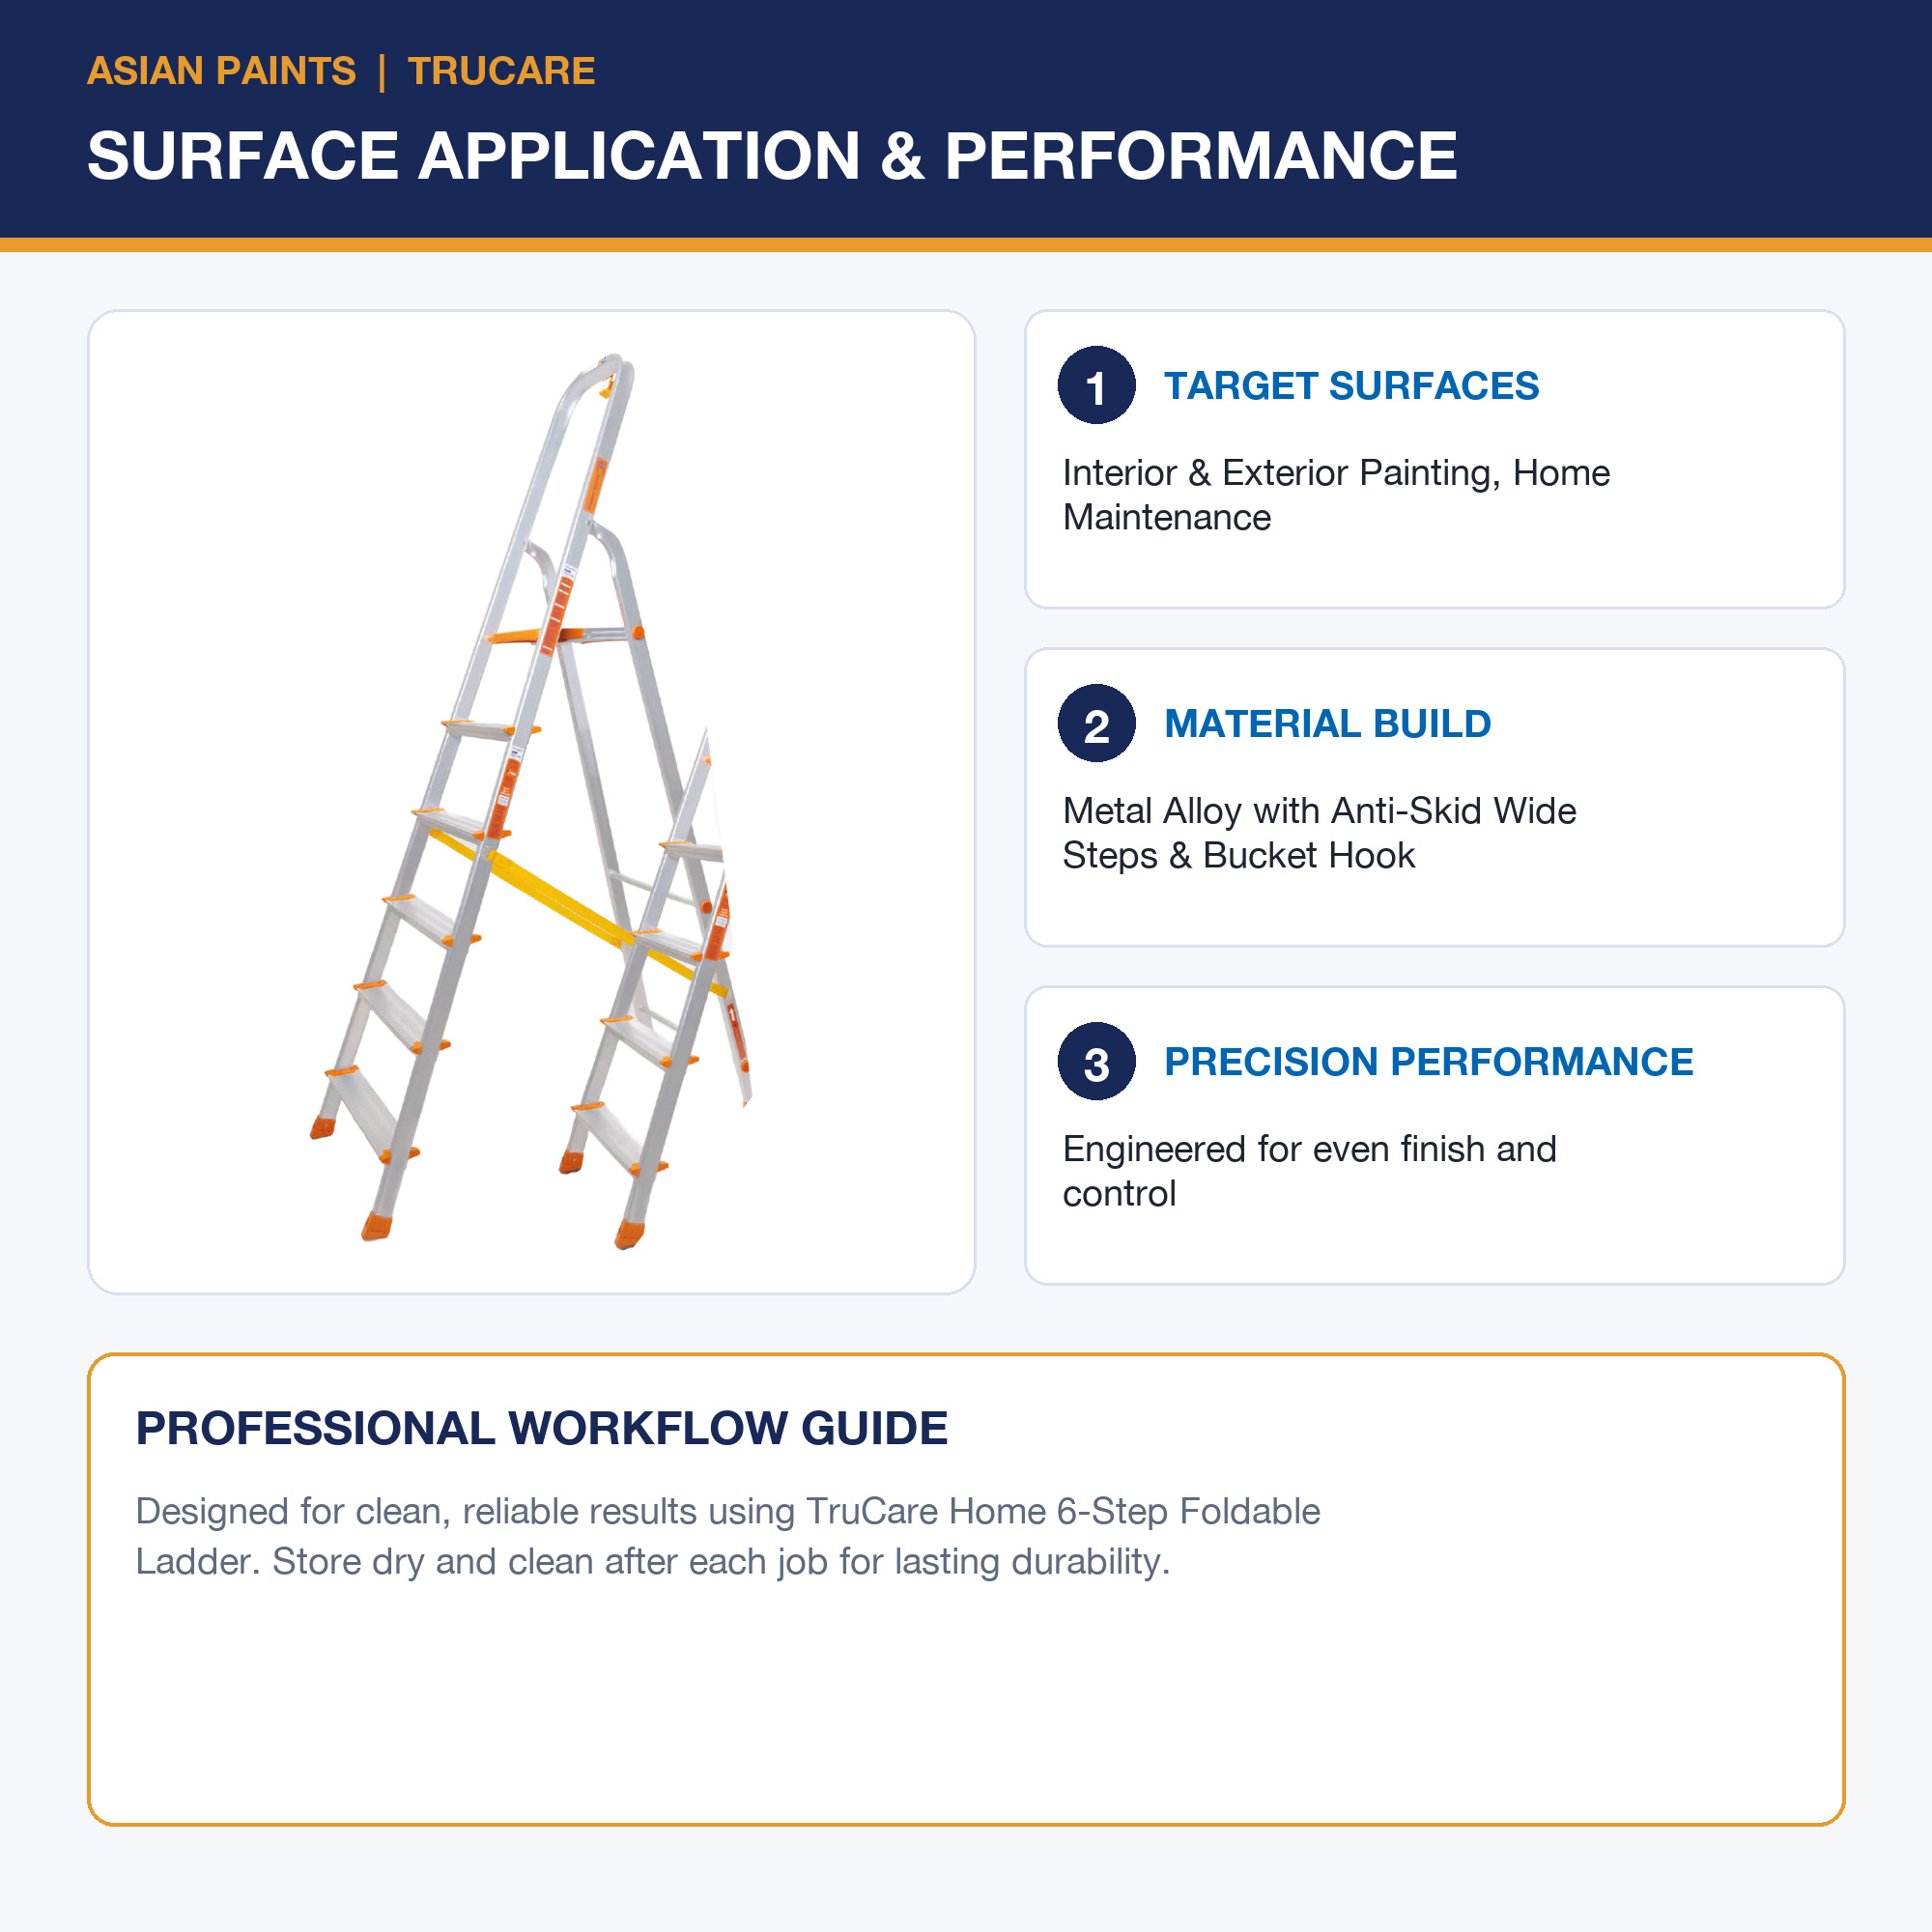 ASIAN PAINTS | TRUCARE
SURFACE APPLICATION & PERFORMANCE
1 TARGET SURFACES
Interior & Exterior Painting, Home
Maintenance
2 MATERIAL BUILD
Metal Alloy with Anti-Skid Wide
Steps & Bucket Hook
3 PRECISION PERFORMANCE
Engineered for even finish and
control
PROFESSIONAL WORKFLOW GUIDE
Designed for clean, reliable results using TruCare Home 6-Step Foldable
Ladder. Store dry and clean after each job for lasting durability.